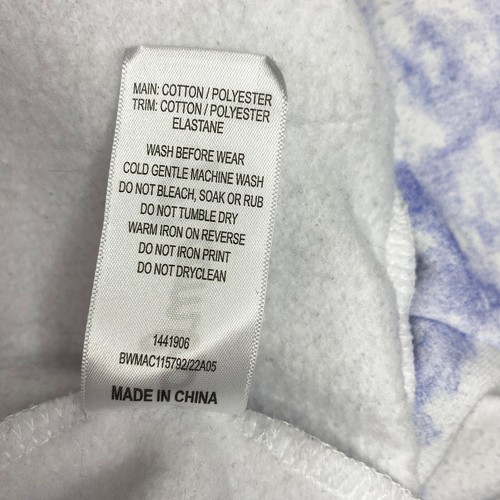 MAIN: COTTON / POLYESTER
TRIM: COTTON / POLYESTER
ELASTANE
WASH BEFORE WEAR
COLD GENTLE MACHINE WASH
DO NOT BLEACH, SOAK OR RUB
DO NOT TUMBLE DRY
WARM IRON ON REVERSE
DO NOT IRON PRINT
DO NOT DRYCLEAN
1441906
BWMAC115792/22A05
MADE IN CHINA